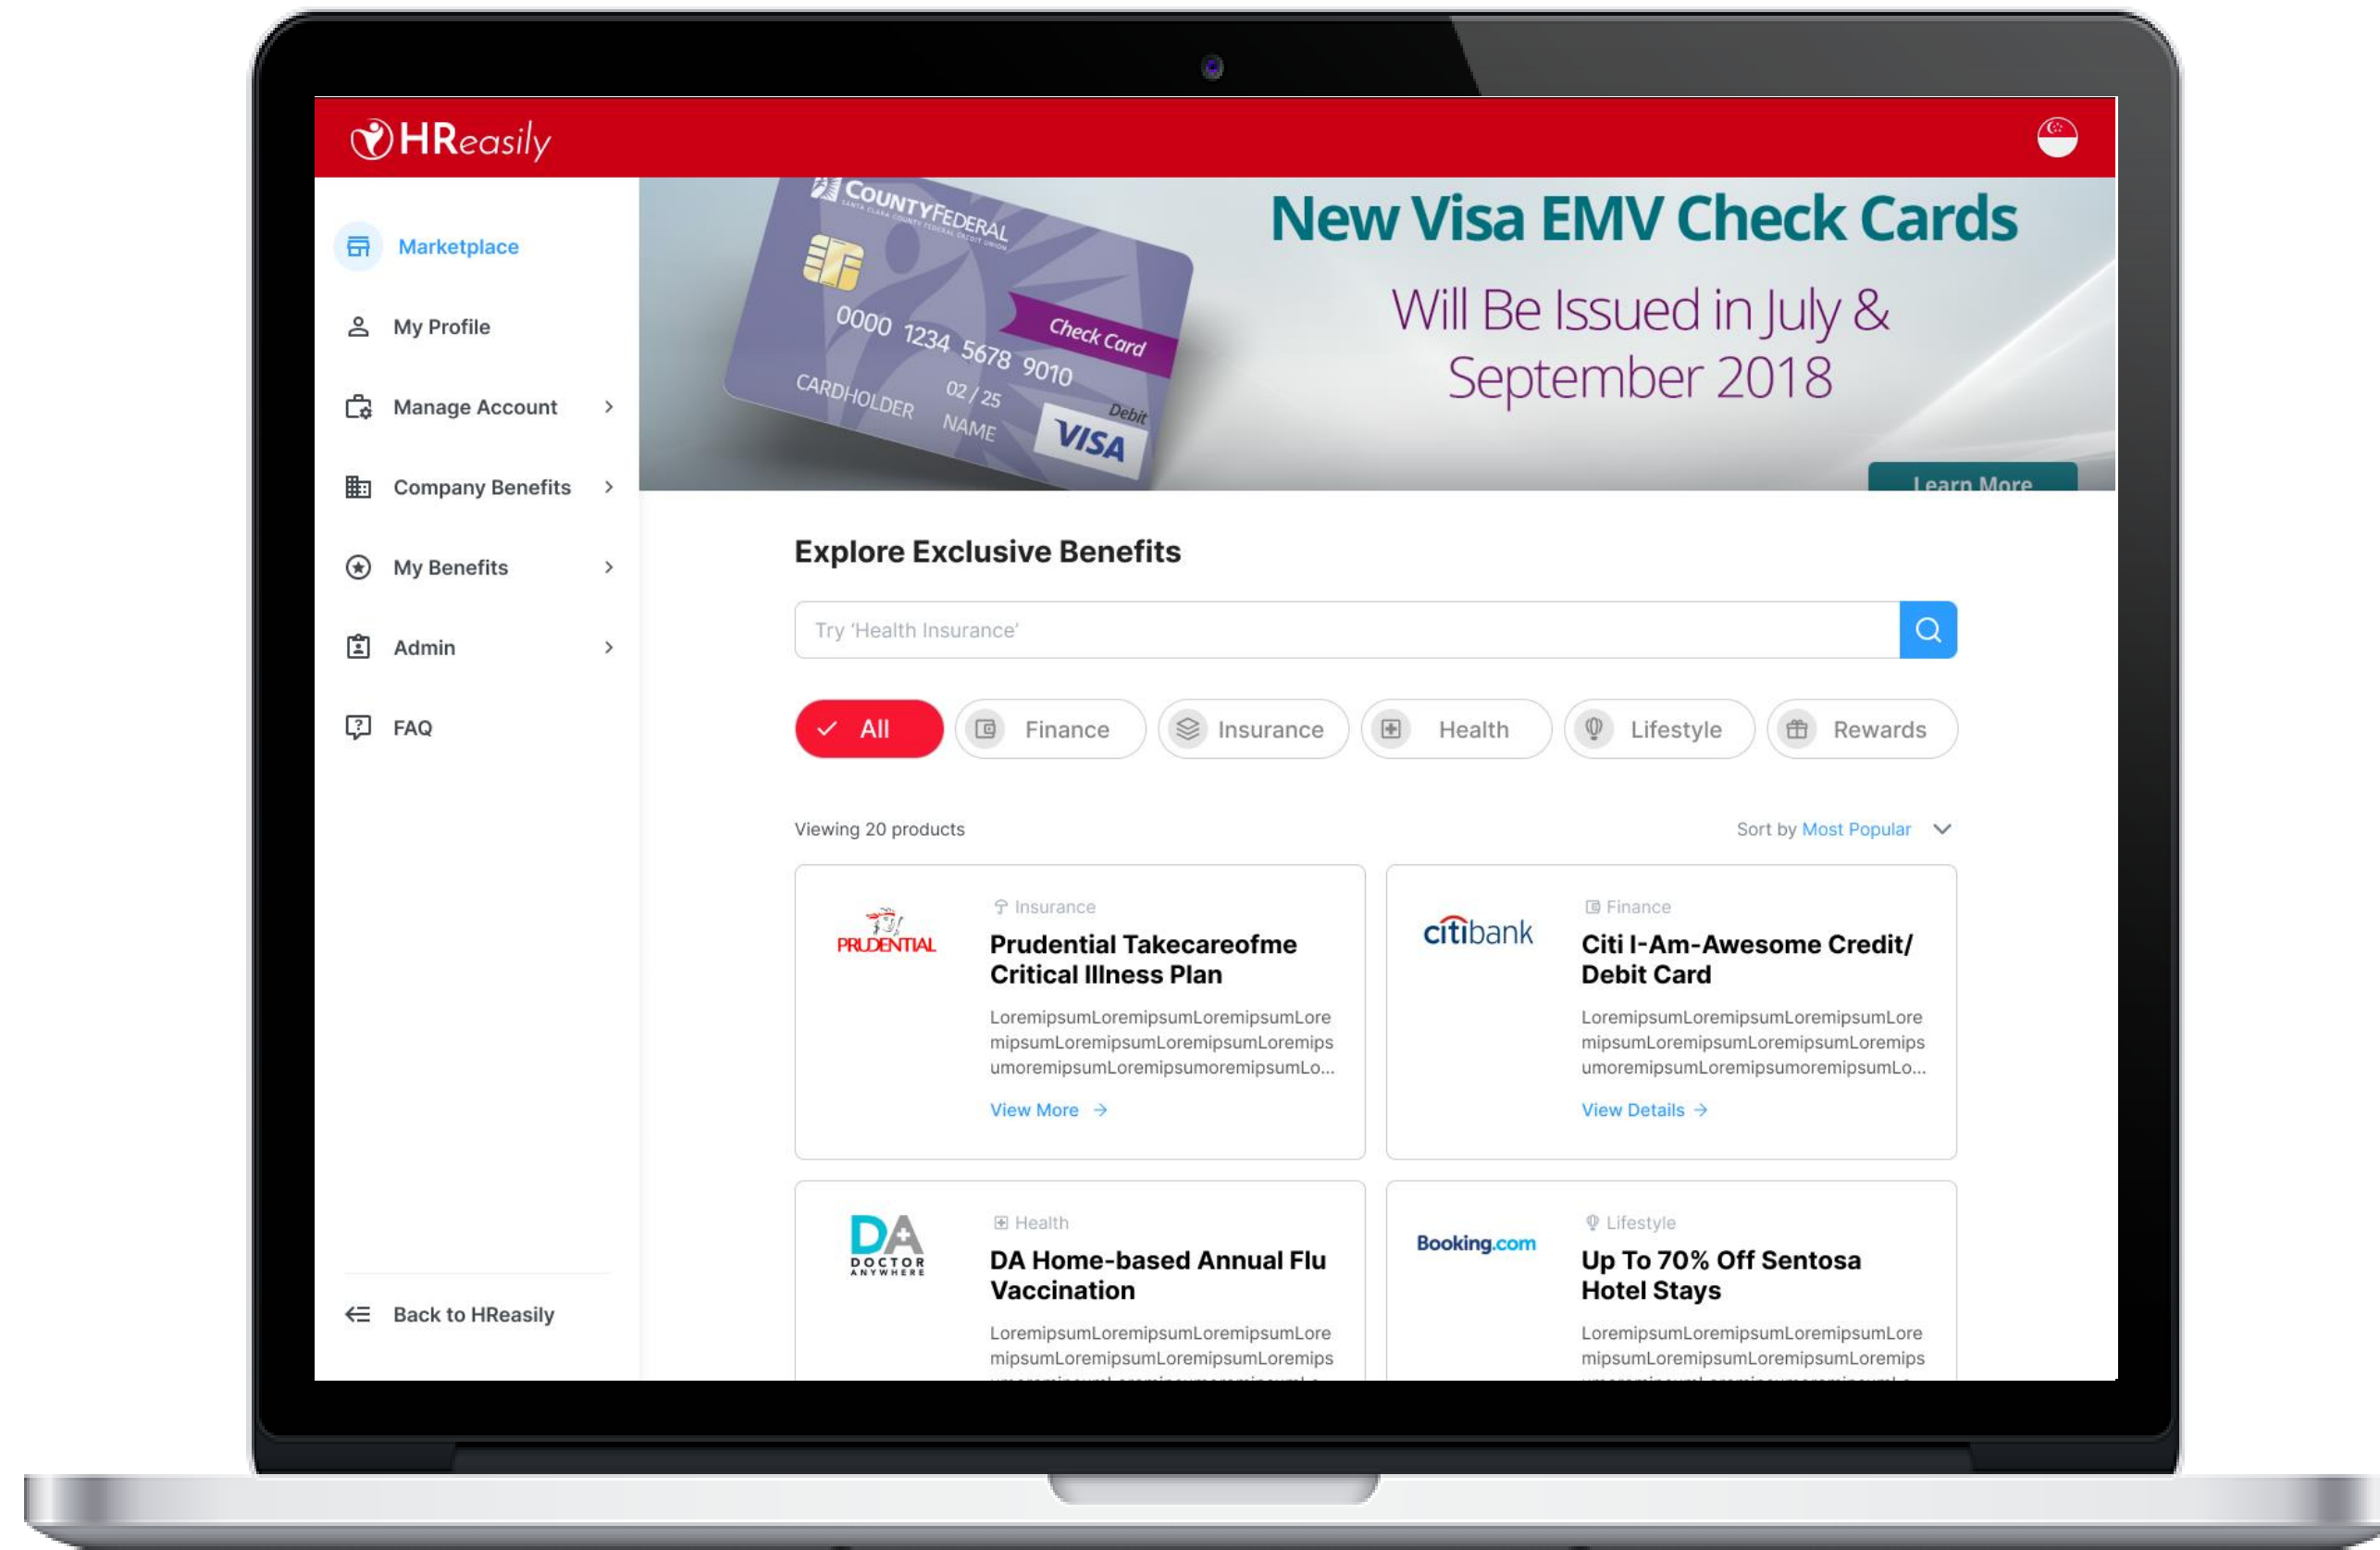 HReasily
Marketplace
My Profile
Manage Account
Company Benefits
My Benefits
Admin
FAQ
Back to HReasily
COUNTYFEDERAL
SANTA CLARA COUNTY FEDERAL CREDIT UNION
0000 1234 5678 9010
Check Card
02/25
CARDHOLDER NAME
Debit
VISA
New Visa EMV Check Cards
Will Be Issued in July &
September 2018
Learn More
Explore Exclusive Benefits
Try ‘Health Insurance’
All
Finance
Insurance
Health
Lifestyle
Rewards
Viewing 20 products
Sort by Most Popular
PRUDENTIAL
Insurance
Prudential Takecareofme
Critical Illness Plan
LoremipsumLoremipsumLoremipsumLore
mipsumLoremipsumLoremipsumLoremips
umoremipsumLoremipsumoremipsumLo...
View More
citibank
Finance
Citi I-Am-Awesome Credit/
Debit Card
LoremipsumLoremipsumLoremipsumLore
mipsumLoremipsumLoremipsumLoremips
umoremipsumLoremipsumoremipsumLo...
View Details
DA
DOCTOR
ANYWHERE
Health
DA Home-based Annual Flu
Vaccination
LoremipsumLoremipsumLoremipsumLore
mipsumLoremipsumLoremipsumLoremips
Booking.com
Lifestyle
Up To 70% Off Sentosa
Hotel Stays
LoremipsumLoremipsumLoremipsumLore
mipsumLoremipsumLoremipsumLoremips